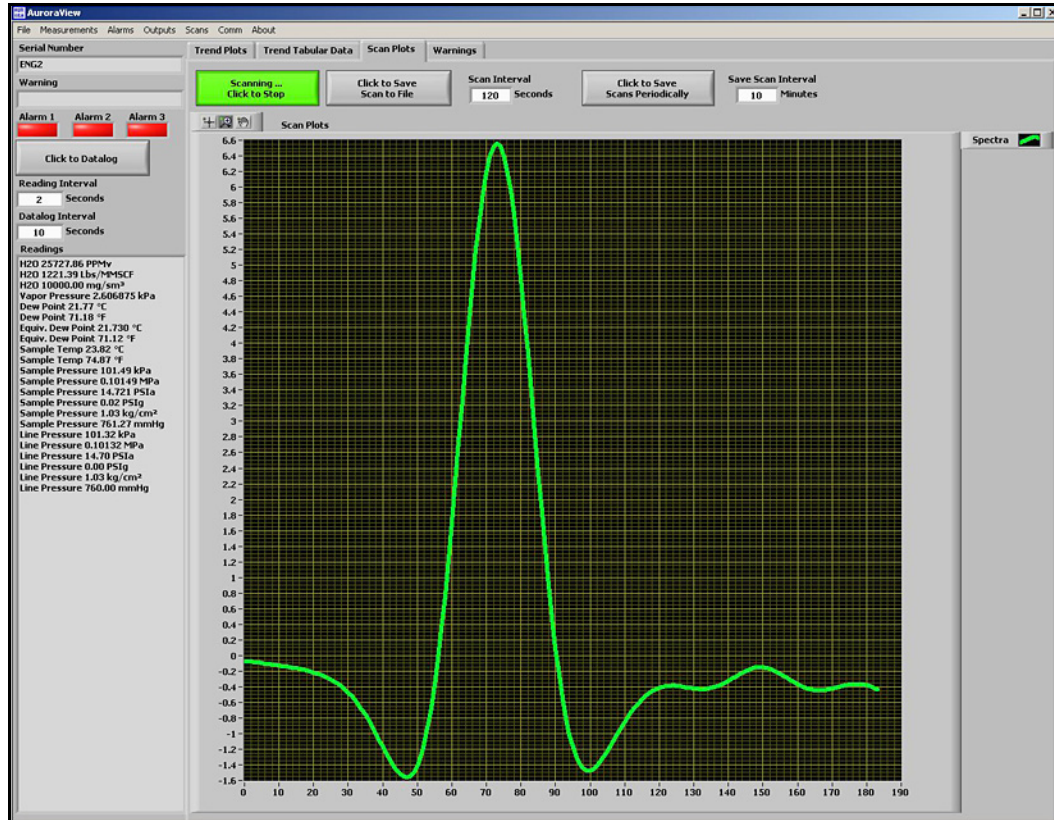 AuroraView
File Measurements Alarms Outputs Scans Comm About
Serial Number
ENG2
Warning
Alarm 1 Alarm 2 Alarm 3
Click to Datalog
Reading Interval
2 Seconds
Datalog Interval
10 Seconds
Readings
H2O 25727.86 PPMv
H2O 1221.39 Lbs/MMSCF
H2O 10000.00 mg/sm³
Vapor Pressure 2.606875 kPa
Dew Point 21.77 °C
Dew Point 71.18 °F
Equiv. Dew Point 21.730 °C
Equiv. Dew Point 71.12 °F
Sample Temp 23.82 °C
Sample Temp 74.87 °F
Sample Pressure 101.49 kPa
Sample Pressure 0.10149 MPa
Sample Pressure 14.721 PSIa
Sample Pressure 0.02 PSIg
Sample Pressure 1.03 kg/cm²
Sample Pressure 761.27 mmHg
Line Pressure 101.32 kPa
Line Pressure 0.10132 MPa
Line Pressure 14.70 PSIa
Line Pressure 0.00 PSIg
Line Pressure 1.03 kg/cm²
Line Pressure 760.00 mmHg
Trend Plots Trend Tabular Data Scan Plots Warnings
Scanning ...
Click to Stop
Click to Save
Scan to File
Scan Interval
120 Seconds
Click to Save
Scans Periodically
Save Scan Interval
10 Minutes
Scan Plots
Spectra
6.6
6.4
6.2
6
5.8
5.6
5.4
5.2
5
4.8
4.6
4.4
4.2
4
3.8
3.6
3.4
3.2
3
2.8
2.6
2.4
2.2
2
1.8
1.6
1.4
1.2
1
0.8
0.6
0.4
0.2
0
-0.2
-0.4
-0.6
-0.8
-1
-1.2
-1.4
-1.6
0 10 20 30 40 50 60 70 80 90 100 110 120 130 140 150 160 170 180 190